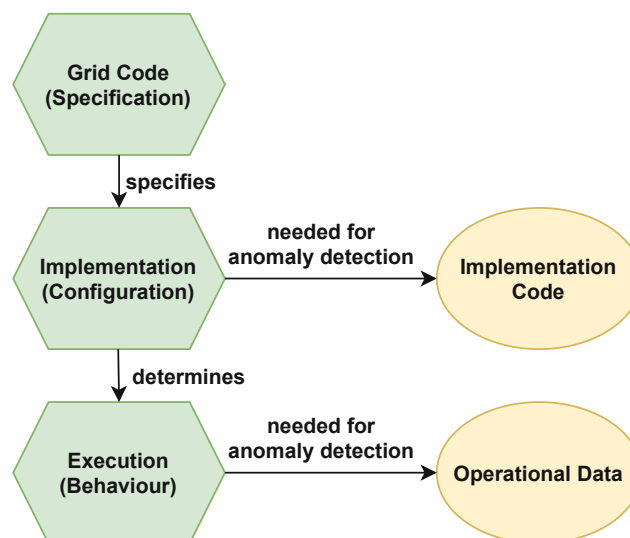 Grid Code
(Specification)
specifies
Implementation
(Configuration)
needed for
anomaly detection
Implementation
Code
determines
Execution
(Behaviour)
needed for
anomaly detection
Operational Data